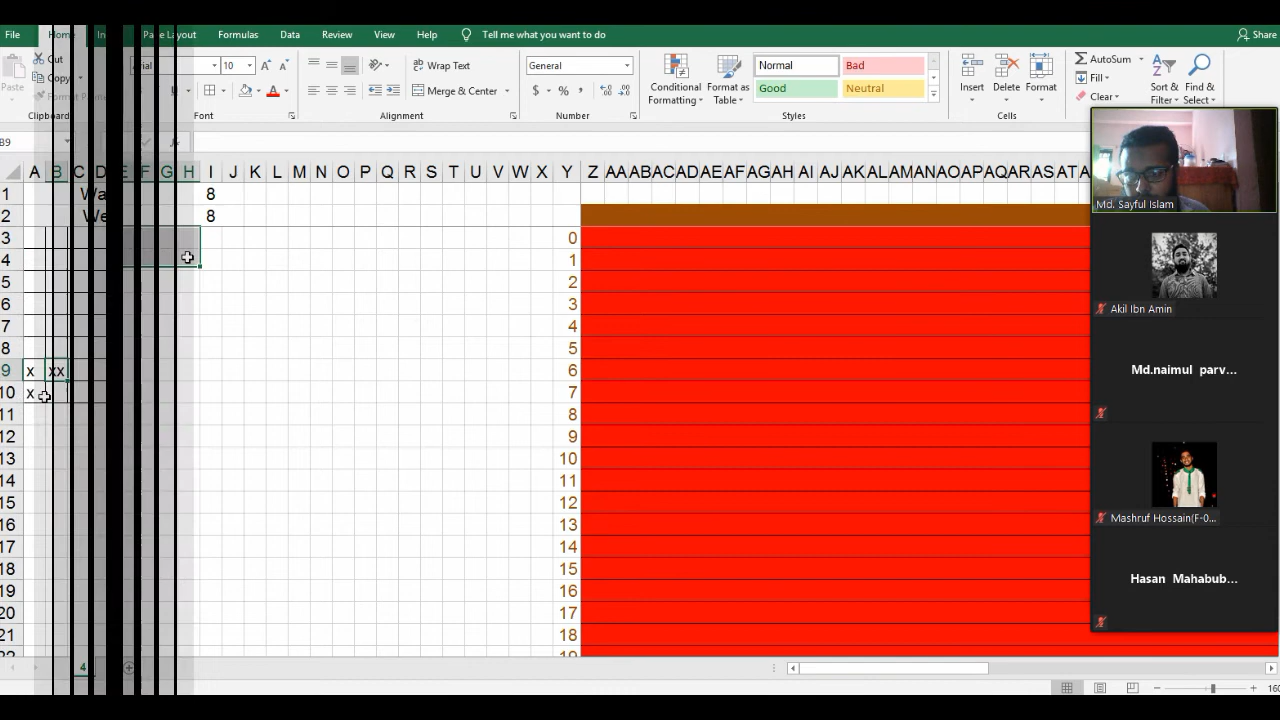 File Home Page Layout Formulas Data Review View Help Tell me what you want to do Share
Cut
Copy
Paste
Clipboard
10 A A
Font
Wrap Text
Merge & Center
Alignment
General
$ % ,
Number
Conditional Formatting
Format as Table
Normal Bad
Good Neutral
Styles
Insert Delete Format
Cells
AutoSum
Fill
Clear
Sort & Filter
Find & Select
B9
A B C D E F G H I J K L M N O P Q R S T U V W X Y Z AA AB AC AD AE AF AG AH AI AJ AK AL AM AN AO AP AQ AR AS AT
1 8
2 8
3 0
4 1
5 2
6 3
7 4
8 5
9 x xx 6
10 x 7
11 8
12 9
13 10
14 11
15 12
16 13
17 14
18 15
19 16
20 17
21 18
4
Md. Sayful Islam
Akil Ibn Amin
Md.naimul parv...
Mashruf Hossain(F-0...
Hasan Mahabub...